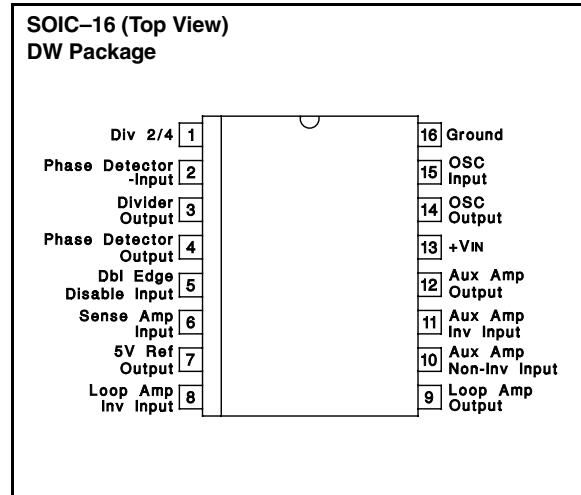 SOIC–16 (Top View)
DW Package
Div 2/4 1
Phase Detector
-Input 2
Divider
Output 3
Phase Detector
Output 4
Dbl Edge
Disable Input 5
Sense Amp
Input 6
5V Ref
Output 7
Loop Amp
Inv Input 8
16 Ground
15 OSC
Input
14 OSC
Output
13 +VIN
12 Aux Amp
Output
11 Aux Amp
Inv Input
10 Aux Amp
Non-Inv Input
9 Loop Amp
Output